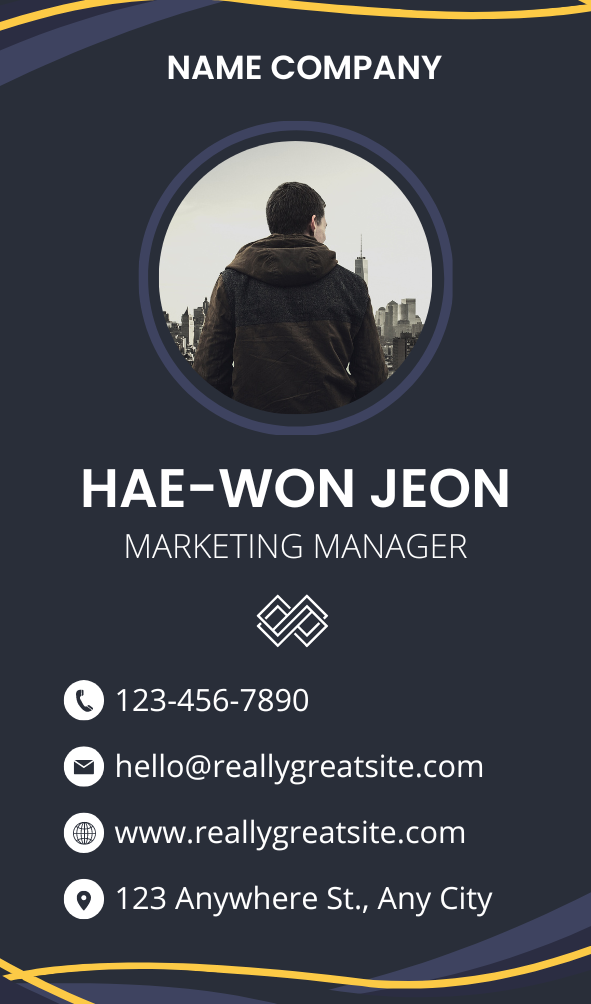 NAME COMPANY
HAE-WON JEON
MARKETING MANAGER
123-456-7890
hello@reallygreatsite.com
www.reallygreatsite.com
123 Anywhere St., Any City